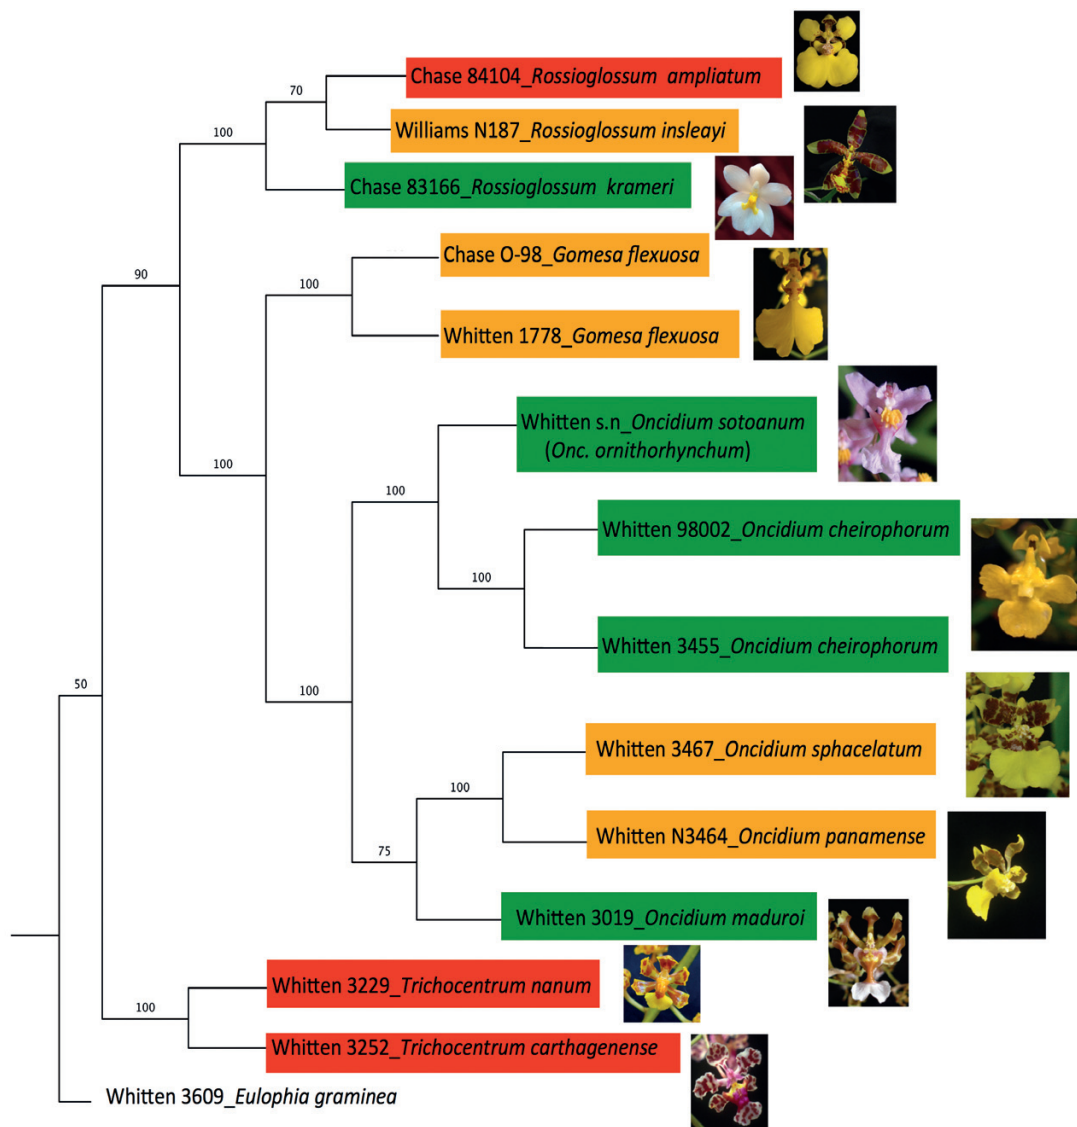 Chase 84104_Rossioglossum ampliatum
70
Williams N187_Rossioglossum insleayi
100
Chase 83166_Rossioglossum krameri
Chase O-98_Gomesa flexuosa
90
100
Whitten 1778_Gomesa flexuosa
Whitten s.n_Oncidium sotoanum
(Onc. ornithorhynchum)
100
100
Whitten 98002_Oncidium cheirophorum
100
Whitten 3455_Oncidium cheirophorum
50
100
Whitten 3467_Oncidium sphacelatum
100
Whitten N3464_Oncidium panamense
75
Whitten 3019_Oncidium maduroi
Whitten 3229_Trichocentrum nanum
100
Whitten 3252_Trichocentrum carthagenense
Whitten 3609_Eulophia graminea